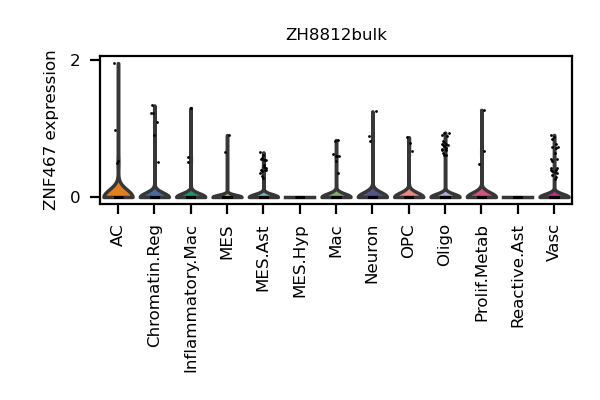 ZH8812bulk
ZNF467 expression
2
0
AC
Chromatin.Reg
Inflammatory.Mac
MES
MES.Ast
MES.Hyp
Mac
Neuron
OPC
Oligo
Prolif.Metab
Reactive.Ast
Vasc